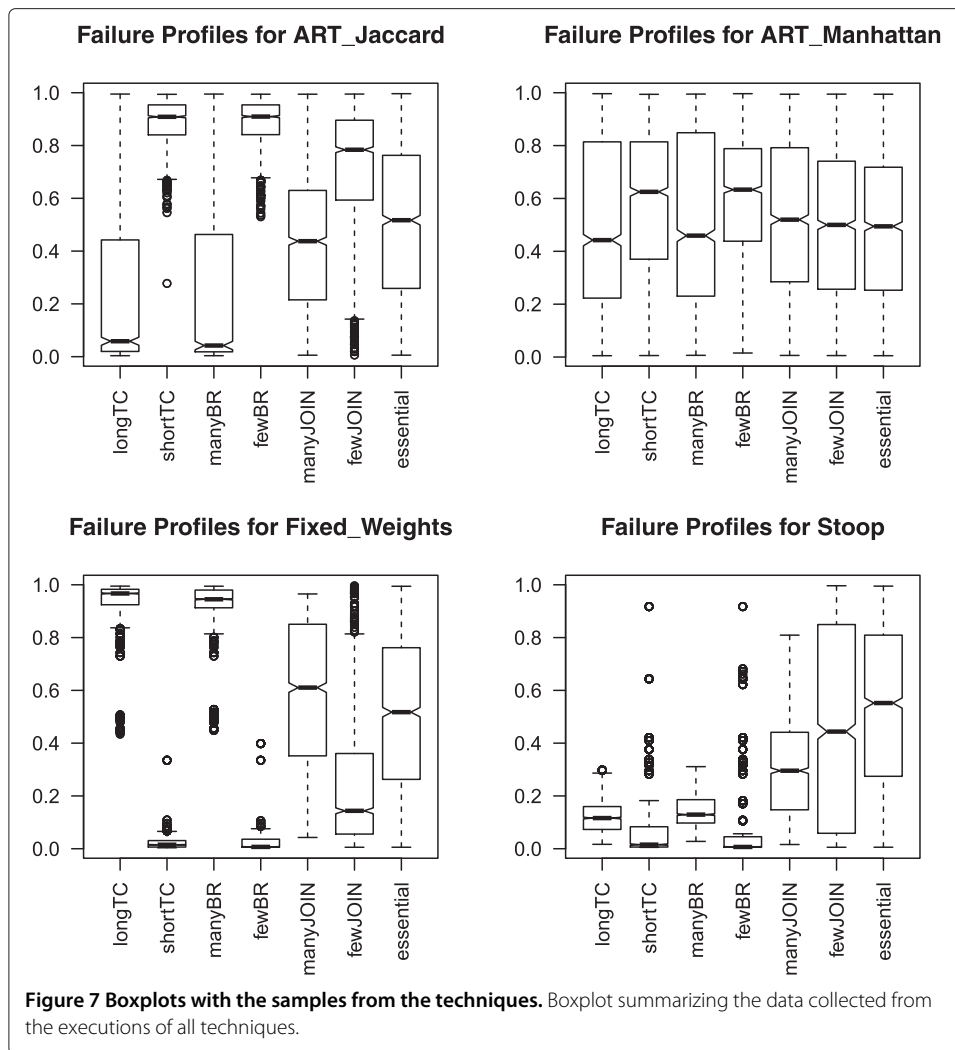 Failure Profiles for ART_Jaccard
1.0
0.8
0.6
0.4
0.2
0.0
longTC
shortTC
manyBR
fewBR
manyJOIN
fewJOIN
essential
Failure Profiles for ART_Manhattan
1.0
0.8
0.6
0.4
0.2
0.0
longTC
shortTC
manyBR
fewBR
manyJOIN
fewJOIN
essential
Failure Profiles for Fixed_Weights
1.0
0.8
0.6
0.4
0.2
0.0
longTC
shortTC
manyBR
fewBR
manyJOIN
fewJOIN
essential
Failure Profiles for Stoop
1.0
0.8
0.6
0.4
0.2
0.0
longTC
shortTC
manyBR
fewBR
manyJOIN
fewJOIN
essential
Figure 7 Boxplots with the samples from the techniques. Boxplot summarizing the data collected from
the executions of all techniques.